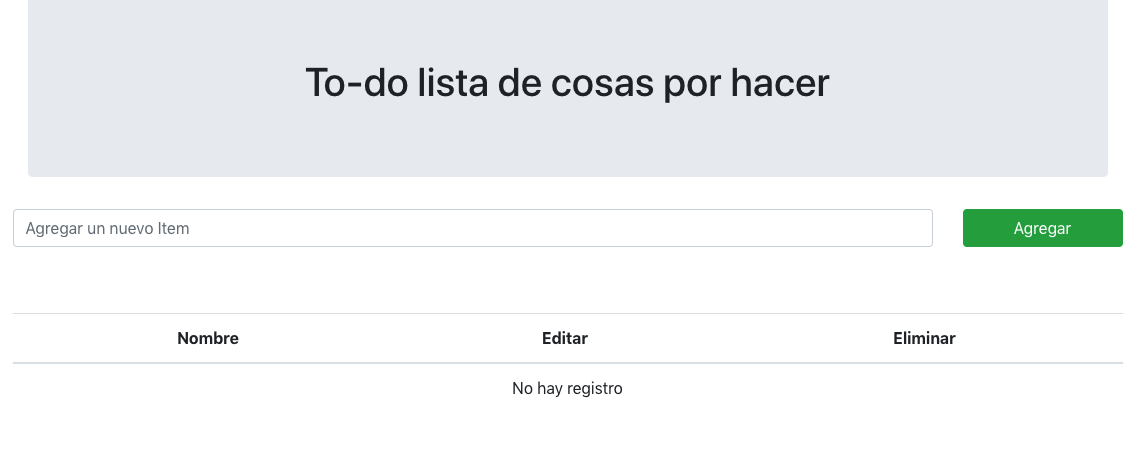 To-do lista de cosas por hacer
Agregar un nuevo Item
Agregar
Nombre Editar Eliminar
No hay registro